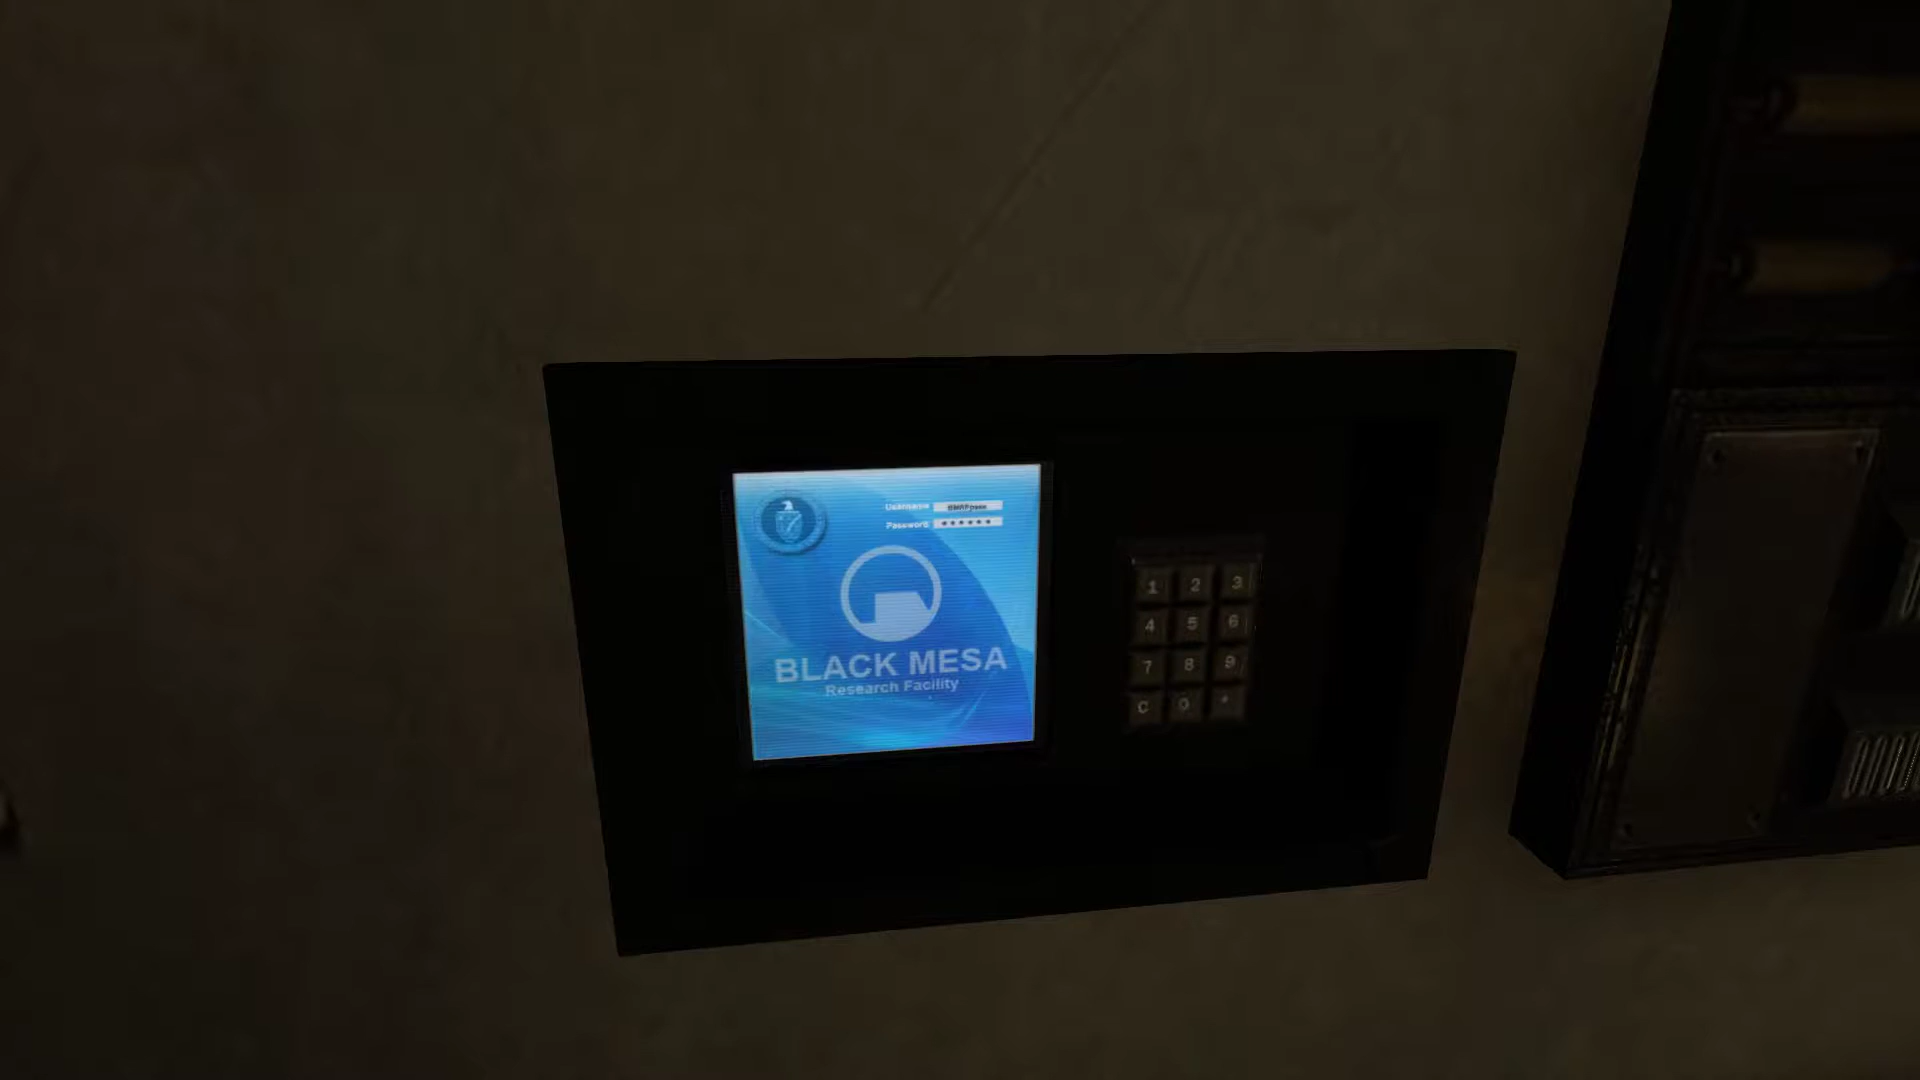 Username
Password ******
BLACK MESA
Research Facility
1 2 3
4 5 6
7 8 9
C 0 *